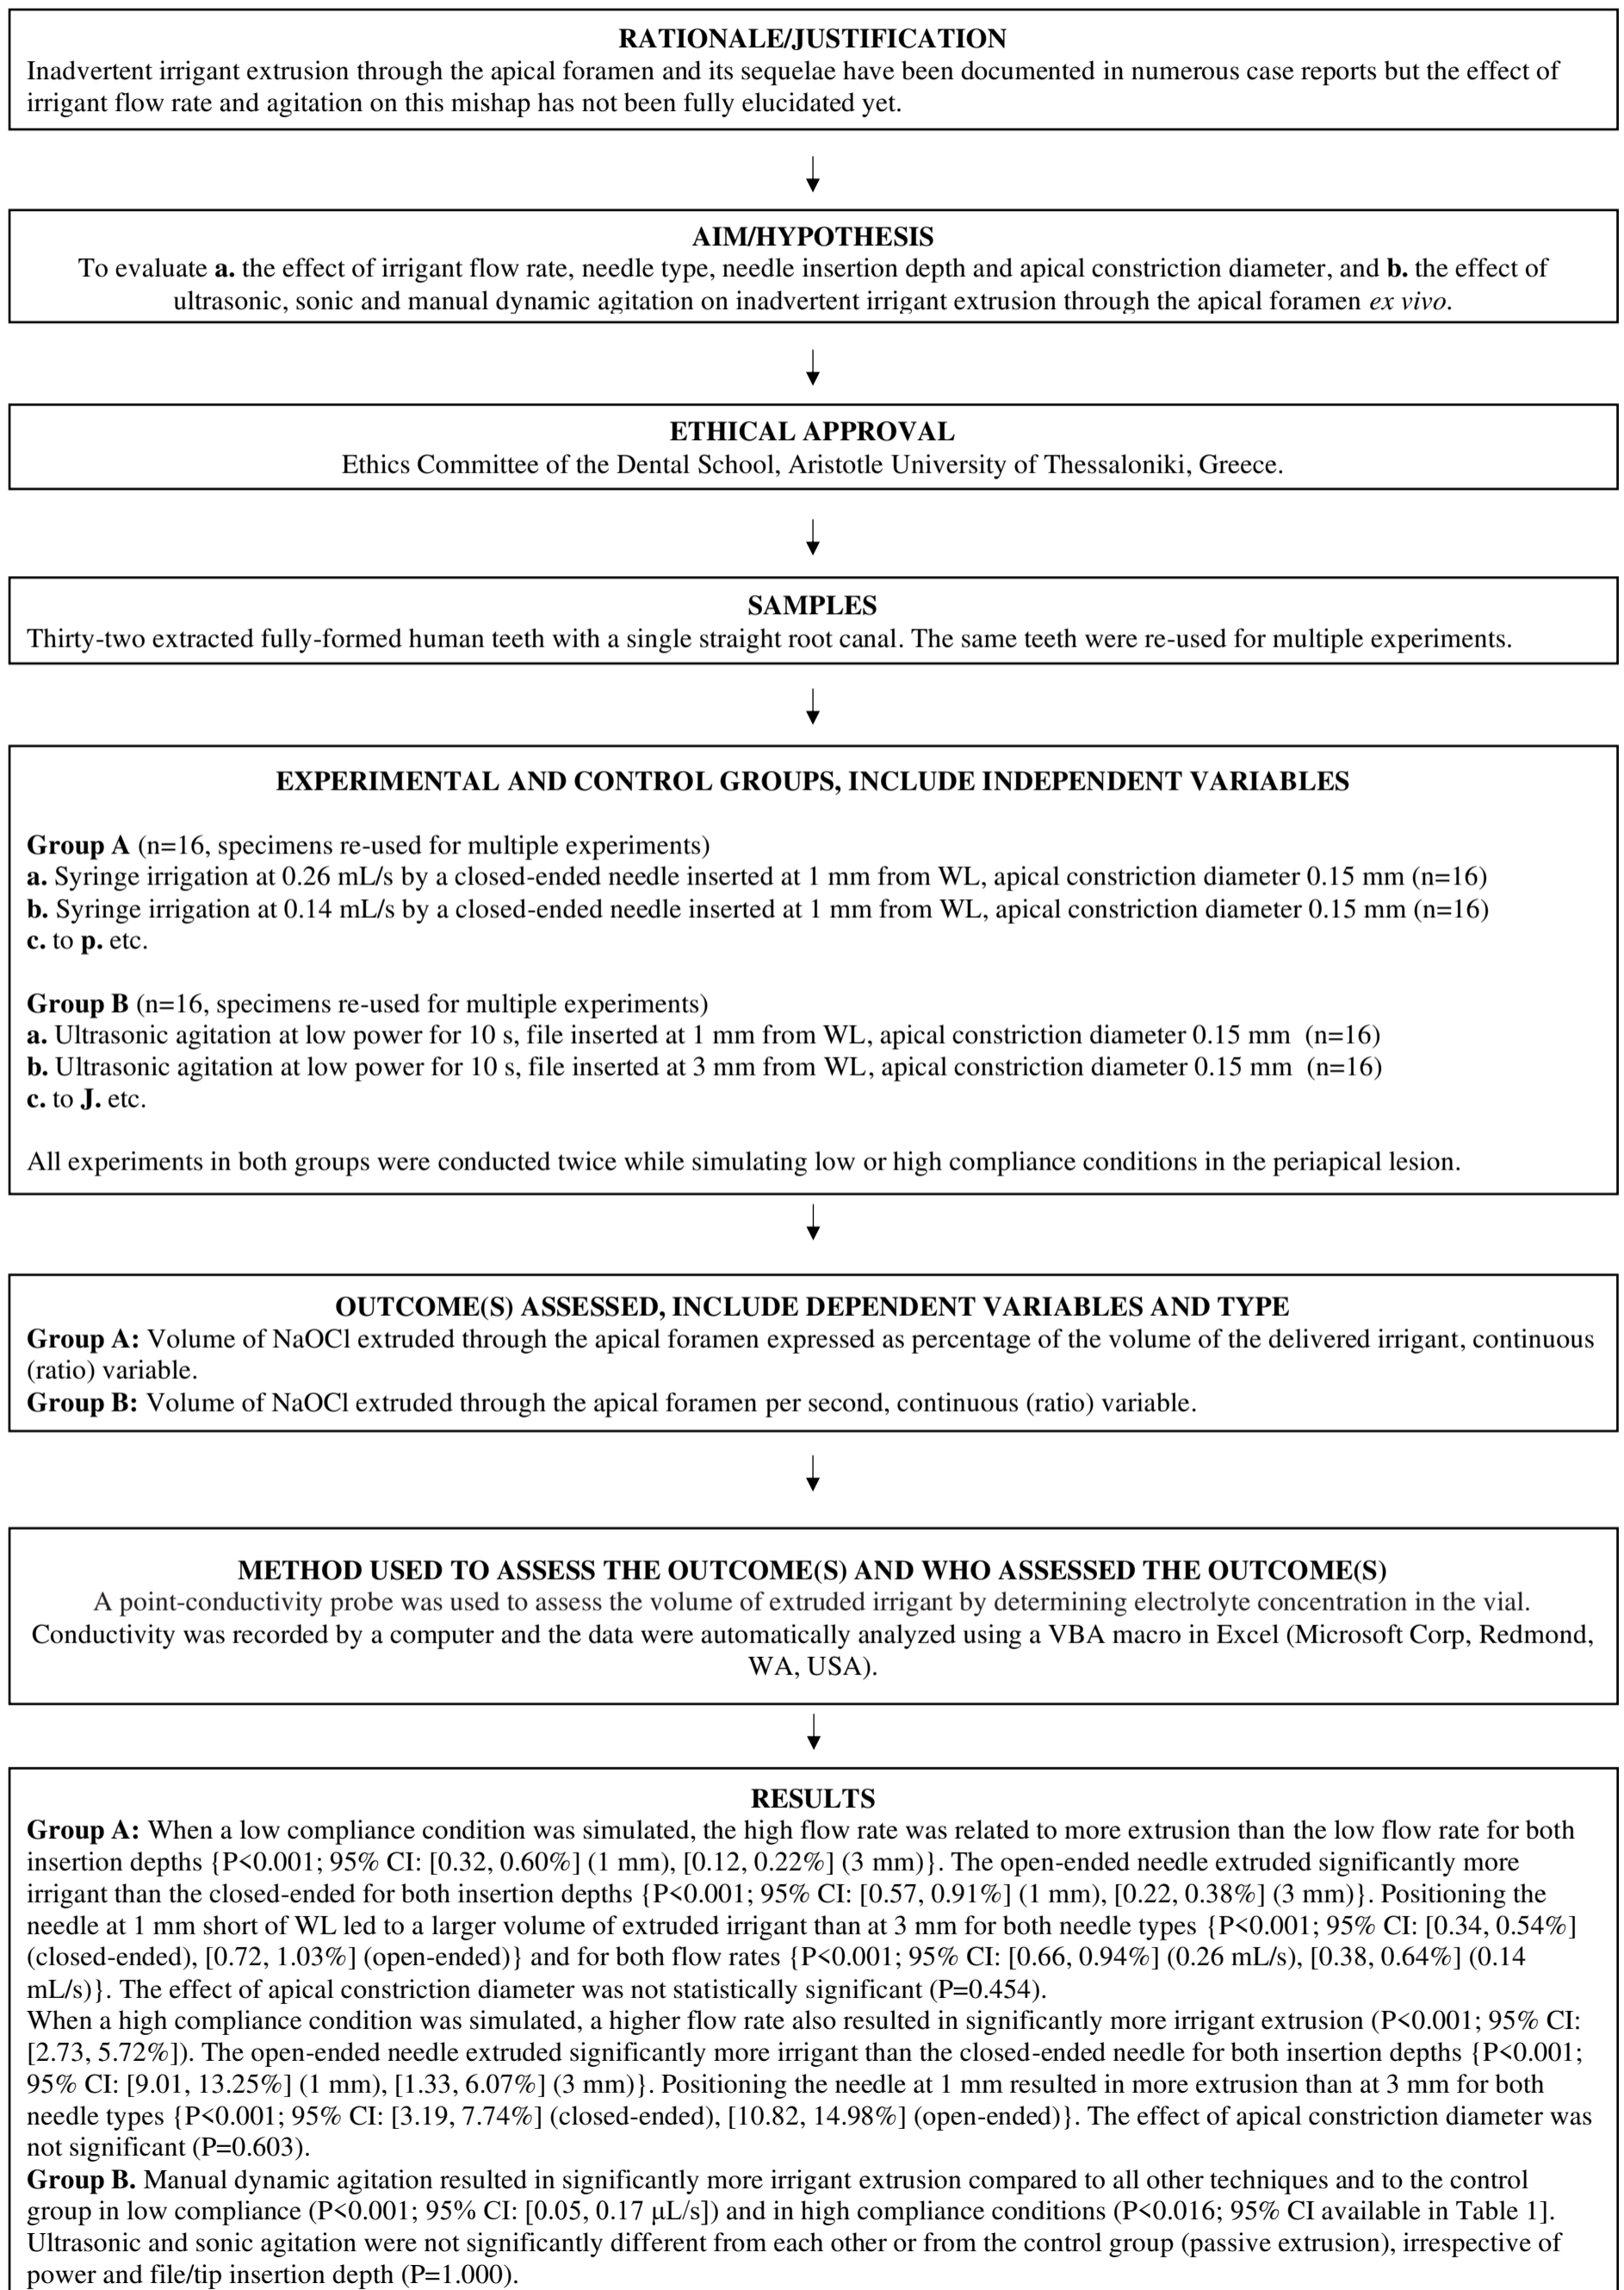 RATIONALE/JUSTIFICATION
Inadvertent irrigant extrusion through the apical foramen and its sequelae have been documented in numerous case reports but the effect of
irrigant flow rate and agitation on this mishap has not been fully elucidated yet.
AIM/HYPOTHESIS
To evaluate a. the effect of irrigant flow rate, needle type, needle insertion depth and apical constriction diameter, and b. the effect of
ultrasonic, sonic and manual dynamic agitation on inadvertent irrigant extrusion through the apical foramen ex vivo.
ETHICAL APPROVAL
Ethics Committee of the Dental School, Aristotle University of Thessaloniki, Greece.
SAMPLES
Thirty-two extracted fully-formed human teeth with a single straight root canal. The same teeth were re-used for multiple experiments.
EXPERIMENTAL AND CONTROL GROUPS, INCLUDE INDEPENDENT VARIABLES
Group A (n=16, specimens re-used for multiple experiments)
a. Syringe irrigation at 0.26 mL/s by a closed-ended needle inserted at 1 mm from WL, apical constriction diameter 0.15 mm (n=16)
b. Syringe irrigation at 0.14 mL/s by a closed-ended needle inserted at 1 mm from WL, apical constriction diameter 0.15 mm (n=16)
c. to p. etc.
Group B (n=16, specimens re-used for multiple experiments)
a. Ultrasonic agitation at low power for 10 s, file inserted at 1 mm from WL, apical constriction diameter 0.15 mm (n=16)
b. Ultrasonic agitation at low power for 10 s, file inserted at 3 mm from WL, apical constriction diameter 0.15 mm (n=16)
c. to J. etc.
All experiments in both groups were conducted twice while simulating low or high compliance conditions in the periapical lesion.
OUTCOME(S) ASSESSED, INCLUDE DEPENDENT VARIABLES AND TYPE
Group A: Volume of NaOCl extruded through the apical foramen expressed as percentage of the volume of the delivered irrigant, continuous
(ratio) variable.
Group B: Volume of NaOCl extruded through the apical foramen per second, continuous (ratio) variable.
METHOD USED TO ASSESS THE OUTCOME(S) AND WHO ASSESSED THE OUTCOME(S)
A point-conductivity probe was used to assess the volume of extruded irrigant by determining electrolyte concentration in the vial.
Conductivity was recorded by a computer and the data were automatically analyzed using a VBA macro in Excel (Microsoft Corp, Redmond,
WA, USA).
RESULTS
Group A: When a low compliance condition was simulated, the high flow rate was related to more extrusion than the low flow rate for both
insertion depths {P<0.001; 95% CI: [0.32, 0.60%] (1 mm), [0.12, 0.22%] (3 mm)}. The open-ended needle extruded significantly more
irrigant than the closed-ended for both insertion depths {P<0.001; 95% CI: [0.57, 0.91%] (1 mm), [0.22, 0.38%] (3 mm)}. Positioning the
needle at 1 mm short of WL led to a larger volume of extruded irrigant than at 3 mm for both needle types {P<0.001; 95% CI: [0.34, 0.54%]
(closed-ended), [0.72, 1.03%] (open-ended)} and for both flow rates {P<0.001; 95% CI: [0.66, 0.94%] (0.26 mL/s), [0.38, 0.64%] (0.14
mL/s)}. The effect of apical constriction diameter was not statistically significant (P=0.454).
When a high compliance condition was simulated, a higher flow rate also resulted in significantly more irrigant extrusion (P<0.001; 95% CI:
[2.73, 5.72%]). The open-ended needle extruded significantly more irrigant than the closed-ended needle for both insertion depths {P<0.001;
95% CI: [9.01, 13.25%] (1 mm), [1.33, 6.07%] (3 mm)}. Positioning the needle at 1 mm resulted in more extrusion than at 3 mm for both
needle types {P<0.001; 95% CI: [3.19, 7.74%] (closed-ended), [10.82, 14.98%] (open-ended)}. The effect of apical constriction diameter was
not significant (P=0.603).
Group B. Manual dynamic agitation resulted in significantly more irrigant extrusion compared to all other techniques and to the control
group in low compliance (P<0.001; 95% CI: [0.05, 0.17 μL/s]) and in high compliance conditions (P<0.016; 95% CI available in Table 1].
Ultrasonic and sonic agitation were not significantly different from each other or from the control group (passive extrusion), irrespective of
power and file/tip insertion depth (P=1.000).